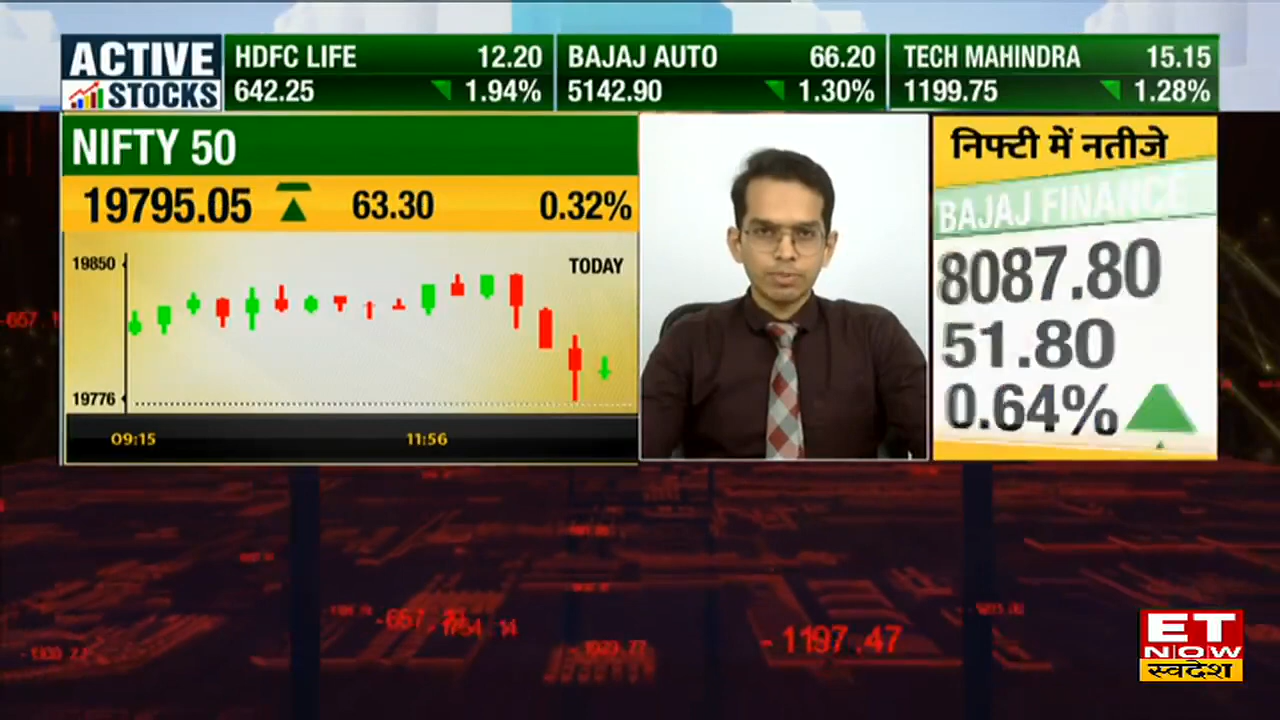 ACTIVE
STOCKS
HDFC LIFE 12.20
642.25 1.94%
BAJAJ AUTO 66.20
5142.90 1.30%
TECH MAHINDRA 15.15
1199.75 1.28%
NIFTY 50
19795.05 63.30 0.32%
19850 TODAY
19776
09:15 11:56
निफ्टी में नतीजे
BAJAJ FINANCE
8087.80
51.80
0.64%
- 1197.47
ET
NOW
स्वदेश